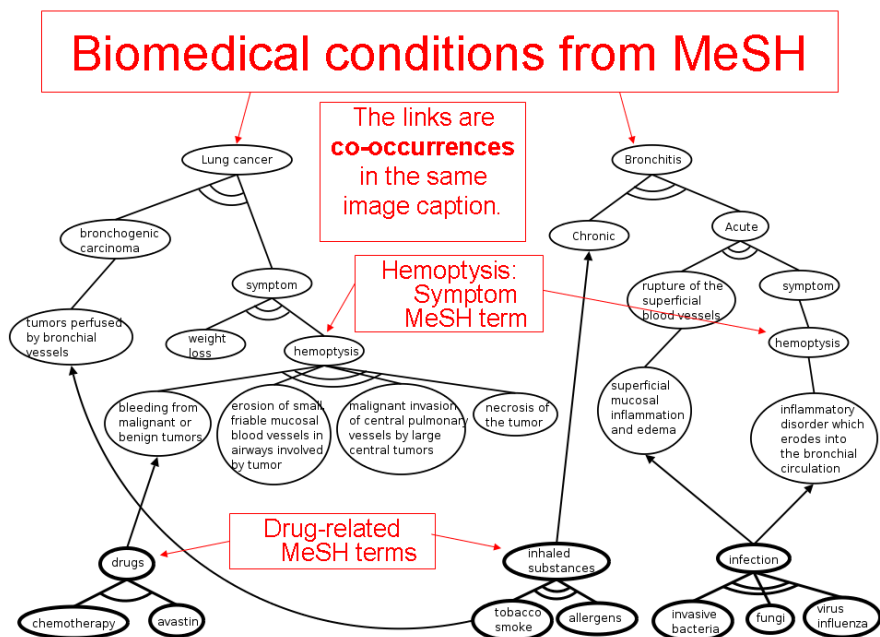 Biomedical conditions from MeSH
The links are
co-occurrences
in the same
image caption.
Lung cancer
Bronchitis
bronchogenic
carcinoma
Chronic
Acute
Hemoptysis:
Symptom
MeSH term
symptom
rupture of the
superficial
blood vessels
symptom
tumors perfused
by bronchial
vessels
weight
loss
hemoptysis
hemoptysis
bleeding from
malignant or
benign tumors
erosion of small,
friable mucosal
blood vessels in
airways involved
by tumor
malignant invasion
of central pulmonary
vessels by large
central tumors
necrosis of
the tumor
superficial
mucosal
inflammation
and edema
inflammatory
disorder which
erodes into
the bronchial
circulation
Drug-related
MeSH terms
drugs
inhaled
substances
infection
chemotherapy
avastin
tobacco
smoke
allergens
invasive
bacteria
fungi
virus
influenza